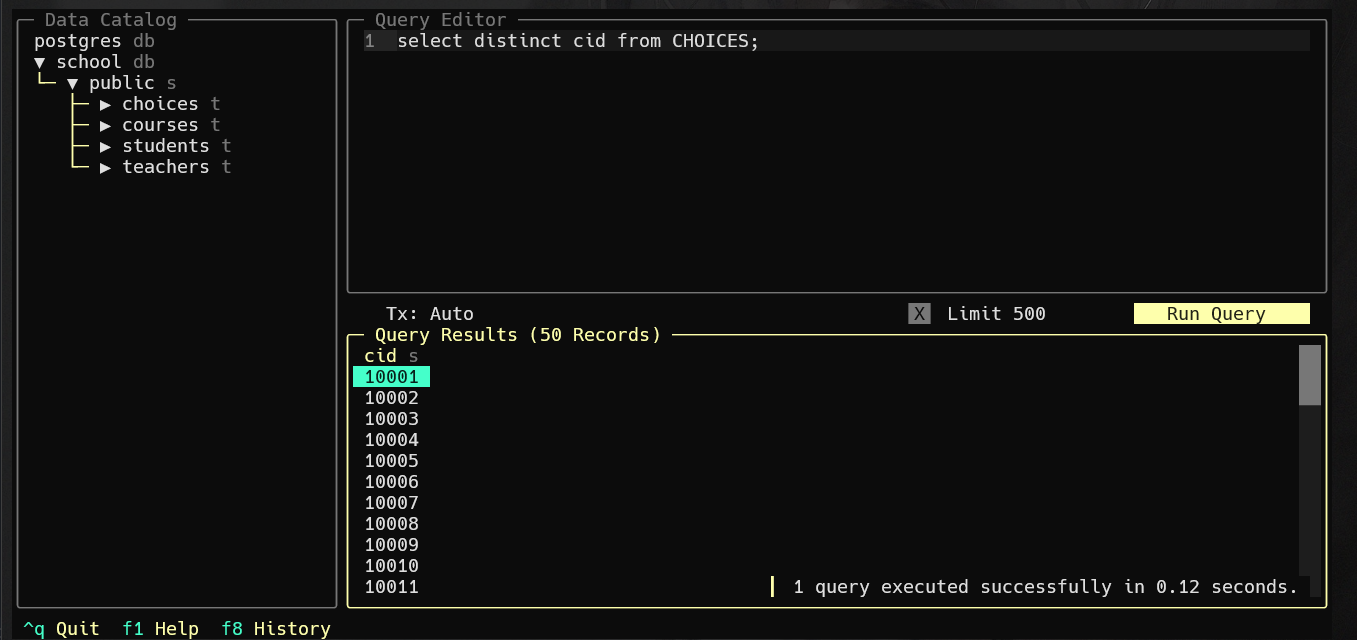 Data Catalog
postgres db
▼ school db
▼ public s
▶ choices t
▶ courses t
▶ students t
▶ teachers t
Query Editor
1 select distinct cid from CHOICES;
Tx: Auto
X Limit 500
Run Query
Query Results (50 Records)
cid s
10001
10002
10003
10004
10005
10006
10007
10008
10009
10010
10011
1 query executed successfully in 0.12 seconds.
^q Quit f1 Help f8 History